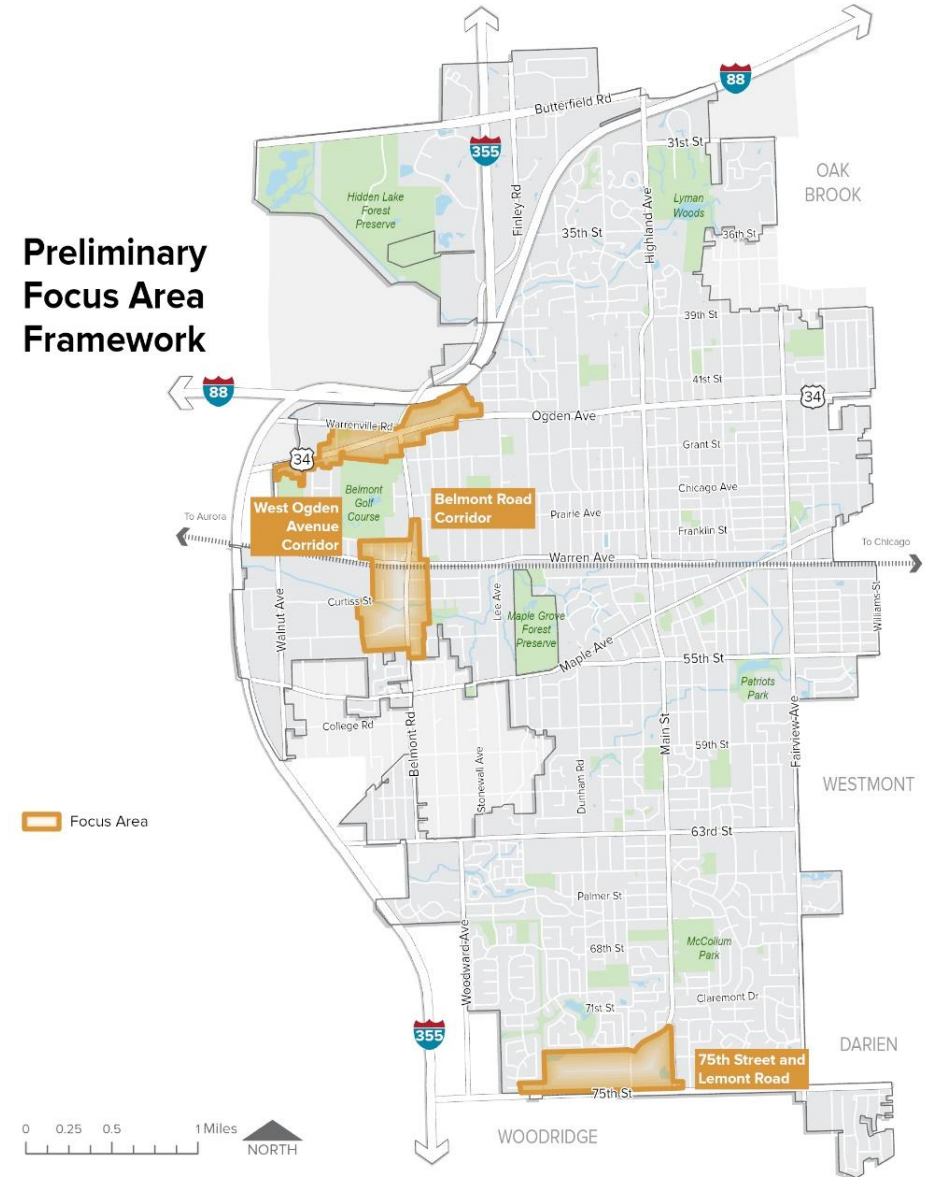 Preliminary
Focus Area
Framework
88
Butterfield Rd
355
31st St
OAK
BROOK
Hidden Lake
Forest
Preserve
Finley Rd
Highland Ave
Lyman
Woods
35th St
36th St
39th St
41st St
88
34
Ogden Ave
Warrenville Rd
Grant St
34
Chicago Ave
Belmont
Golf
Course
West Ogden
Avenue
Corridor
Belmont Road
Corridor
Prairie Ave
Franklin St
To Aurora
Warren Ave
To Chicago
Curtiss St
Lee Ave
Walnut Ave
Maple Grove
Forest
Preserve
Maple Ave
Williams St
55th St
Patriots
Park
College Rd
Belmont Rd
Stonewall Ave
Dunham Rd
Main St
59th St
Fairview Ave
WESTMONT
Focus Area
63rd St
Palmer St
Woodward Ave
68th St
McCollum
Park
71st St
Claremont Dr
355
DARIEN
75th Street and
Lemont Road
75th St
0 0.25 0.5 1 Miles
NORTH
WOODRIDGE